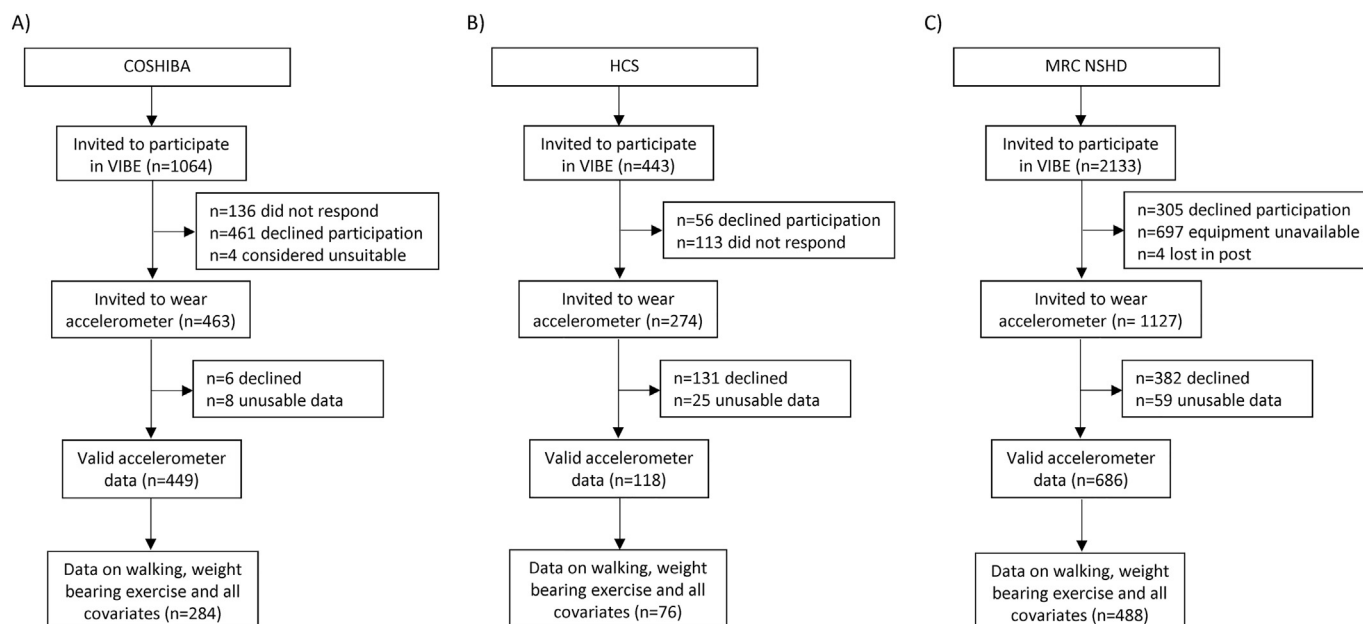 A)
COSHIBA
Invited to participate
in VIBE (n=1064)
n=136 did not respond
n=461 declined participation
n=4 considered unsuitable
Invited to wear
accelerometer (n=463)
n=6 declined
n=8 unusable data
Valid accelerometer
data (n=449)
Data on walking, weight
bearing exercise and all
covariates (n=284)
B)
HCS
Invited to participate
in VIBE (n=443)
n=56 declined participation
n=113 did not respond
Invited to wear
accelerometer (n=274)
n=131 declined
n=25 unusable data
Valid accelerometer
data (n=118)
Data on walking, weight
bearing exercise and all
covariates (n=76)
C)
MRC NSHD
Invited to participate
in VIBE (n=2133)
n=305 declined participation
n=697 equipment unavailable
n=4 lost in post
Invited to wear
accelerometer (n= 1127)
n=382 declined
n=59 unusable data
Valid accelerometer
data (n=686)
Data on walking, weight
bearing exercise and all
covariates (n=488)